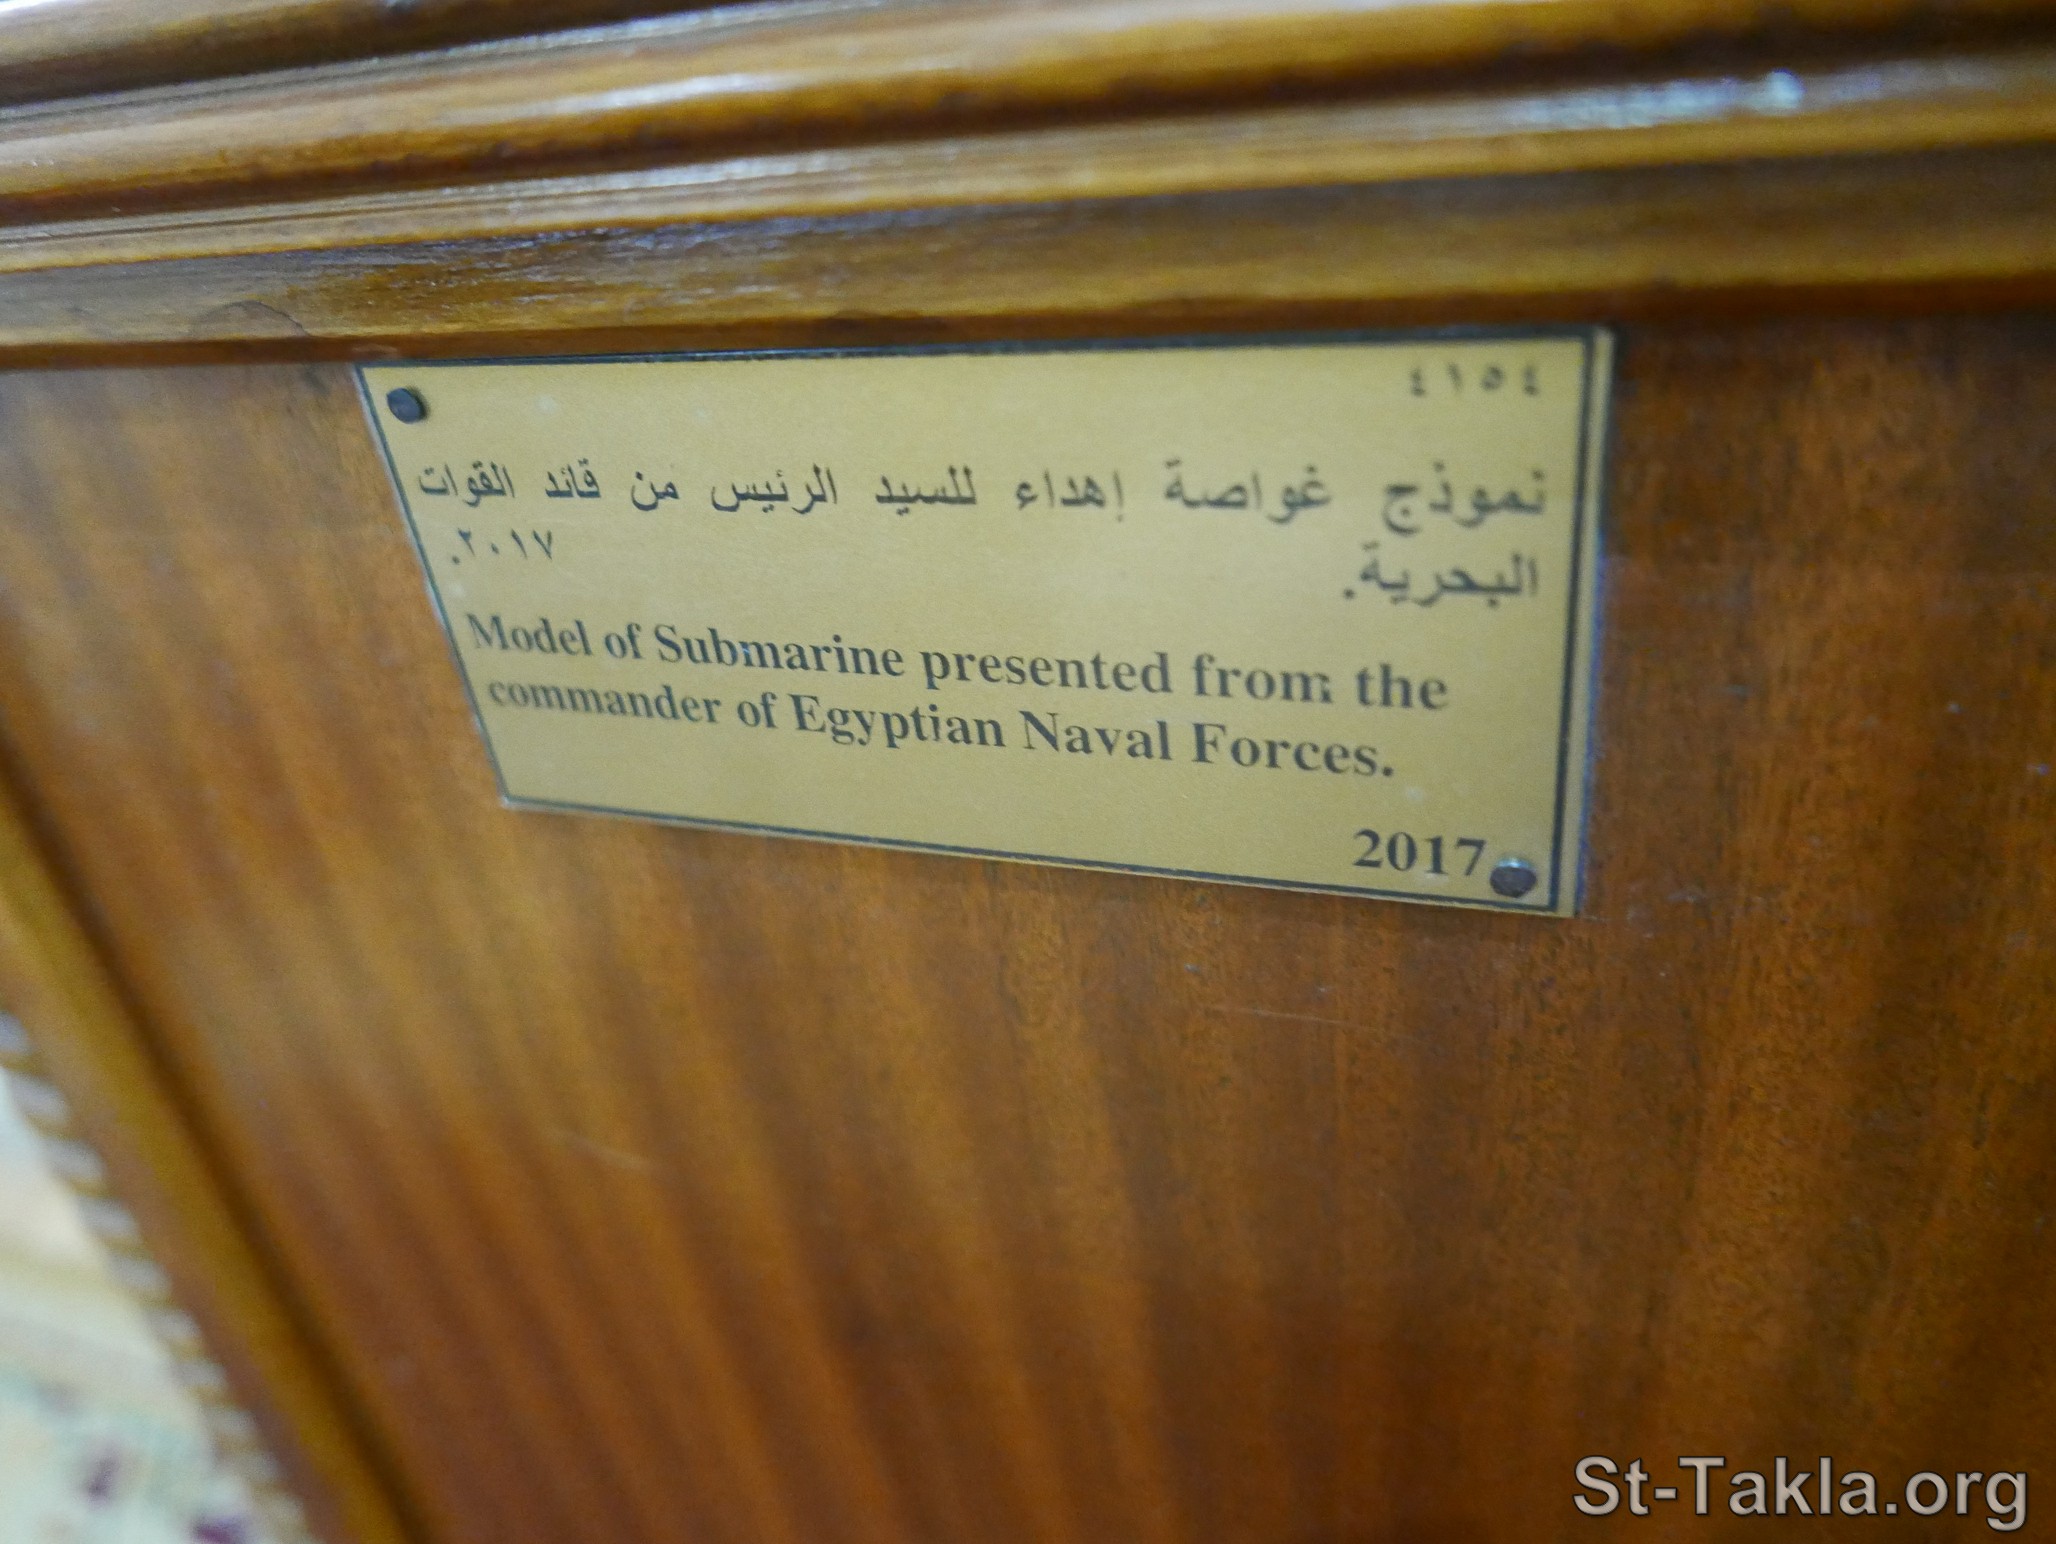 ٤١٥٤
نموذج غواصة إهداء للسيد الرئيس من قائد القوات
البحرية. ٢٠١٧.
Model of Submarine presented from the
commander of Egyptian Naval Forces.
2017
St-Takla.org